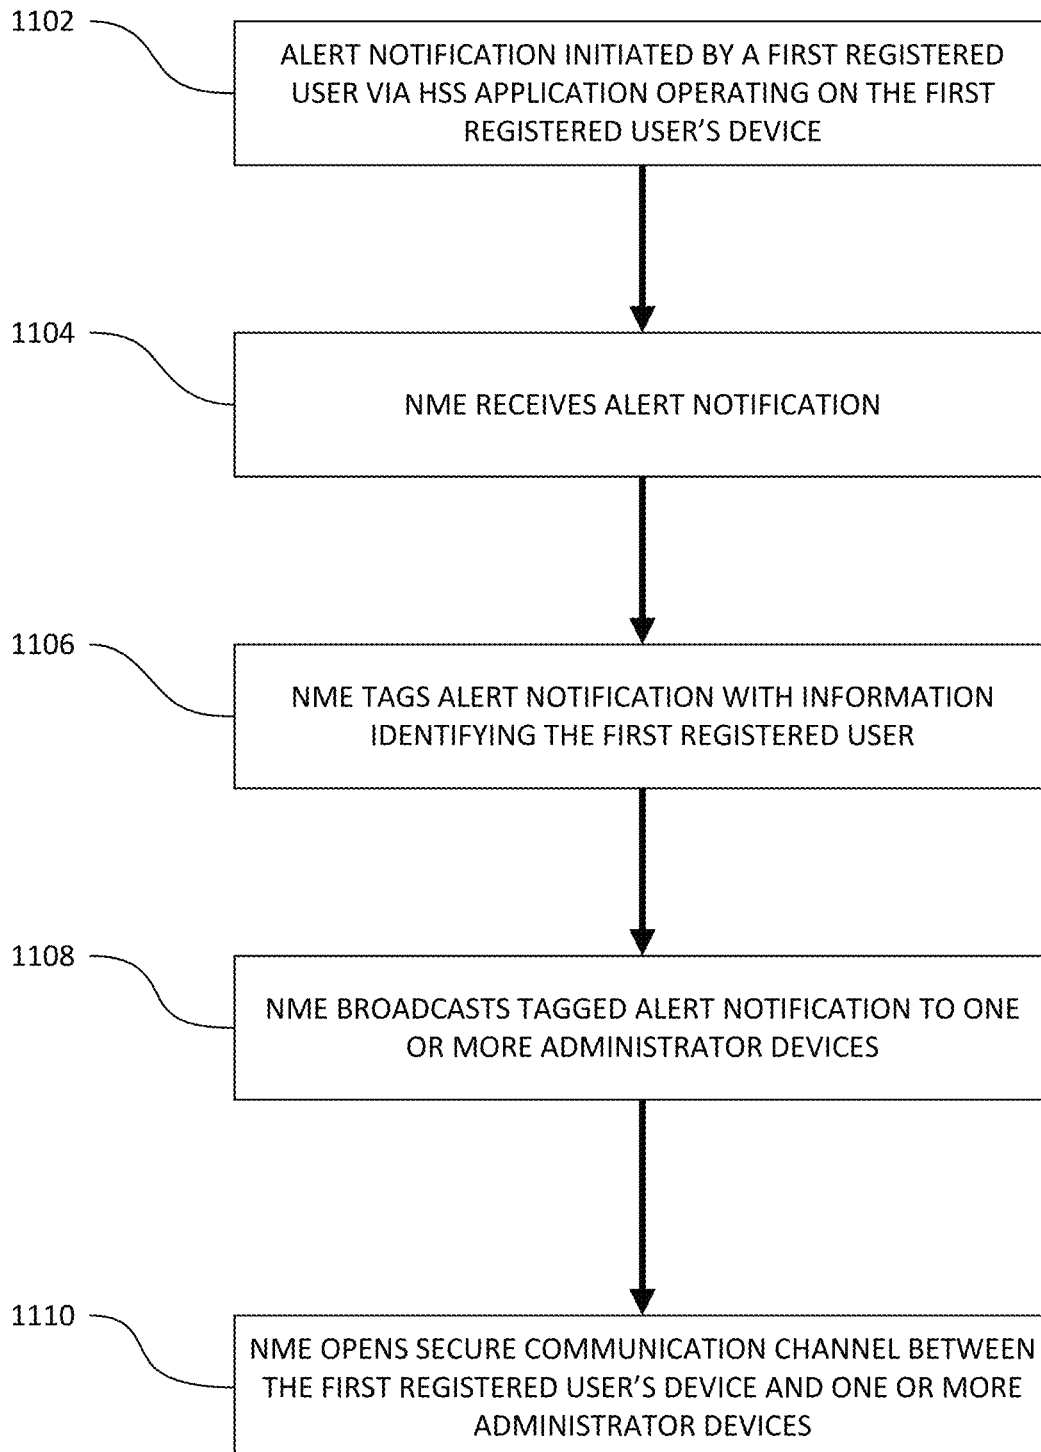 1102
ALERT NOTIFICATION INITIATED BY A FIRST REGISTERED
USER VIA HSS APPLICATION OPERATING ON THE FIRST
REGISTERED USER'S DEVICE
1104
NME RECEIVES ALERT NOTIFICATION
1106
NME TAGS ALERT NOTIFICATION WITH INFORMATION
IDENTIFYING THE FIRST REGISTERED USER
1108
NME BROADCASTS TAGGED ALERT NOTIFICATION TO ONE
OR MORE ADMINISTRATOR DEVICES
1110
NME OPENS SECURE COMMUNICATION CHANNEL BETWEEN
THE FIRST REGISTERED USER'S DEVICE AND ONE OR MORE
ADMINISTRATOR DEVICES